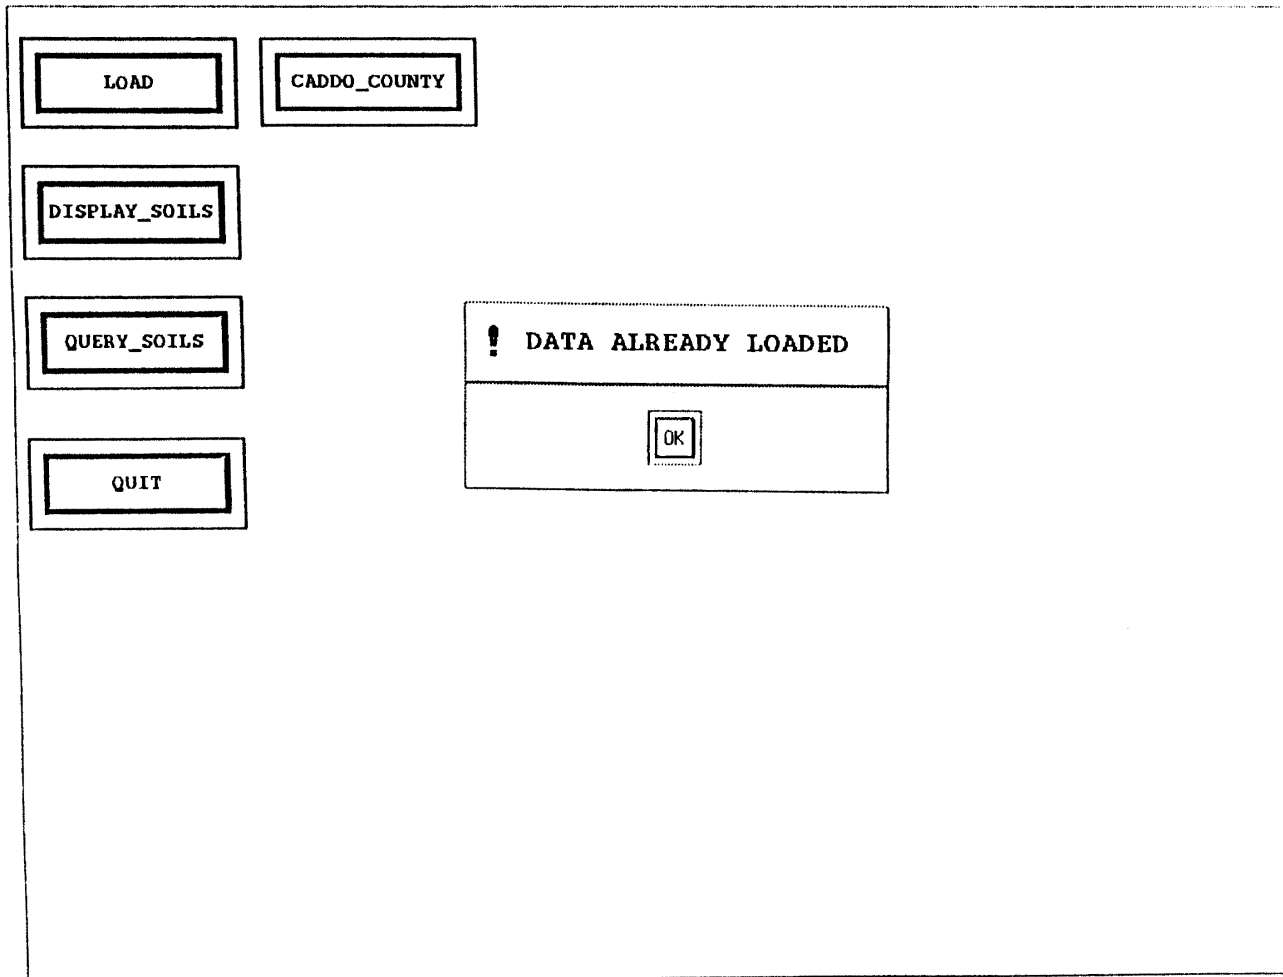 LOAD
CADDO_COUNTY
DISPLAY_SOILS
QUERY_SOILS
! DATA ALREADY LOADED
OK
QUIT